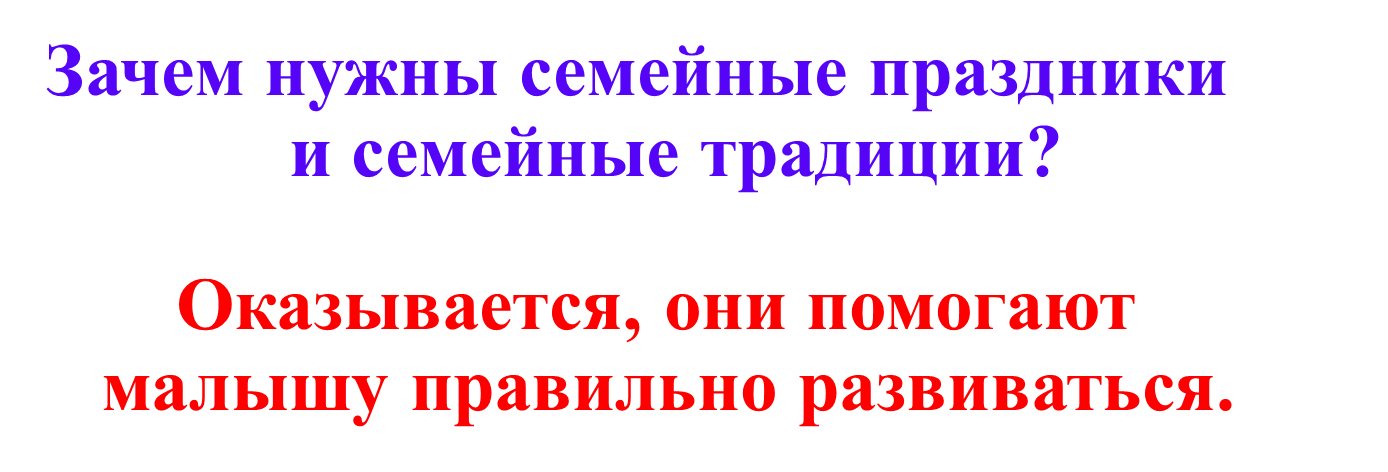 Зачем нужны семейные праздники
и семейные традиции?
Оказывается, они помогают
малышу правильно развиваться.